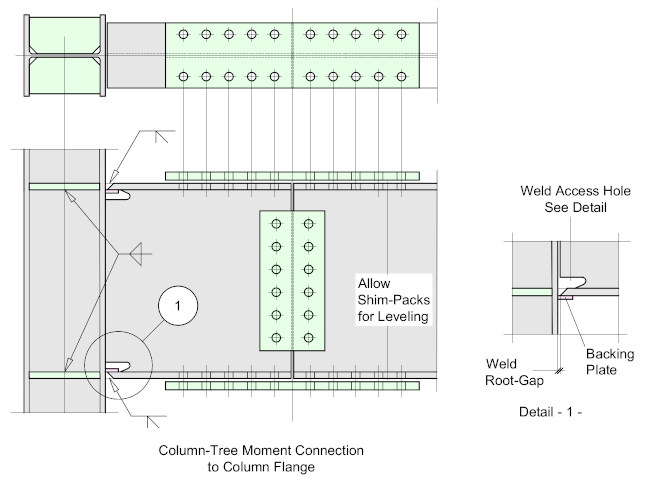 Weld Access Hole
See Detail
1
Allow
Shim-Packs
for Leveling
Weld
Root-Gap
Backing
Plate
Detail - 1 -
Column-Tree Moment Connection
to Column Flange